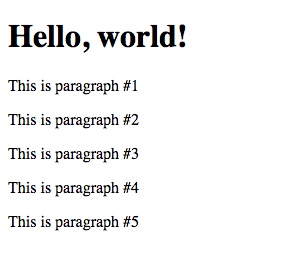 Hello, world!
This is paragraph #1
This is paragraph #2
This is paragraph #3
This is paragraph #4
This is paragraph #5